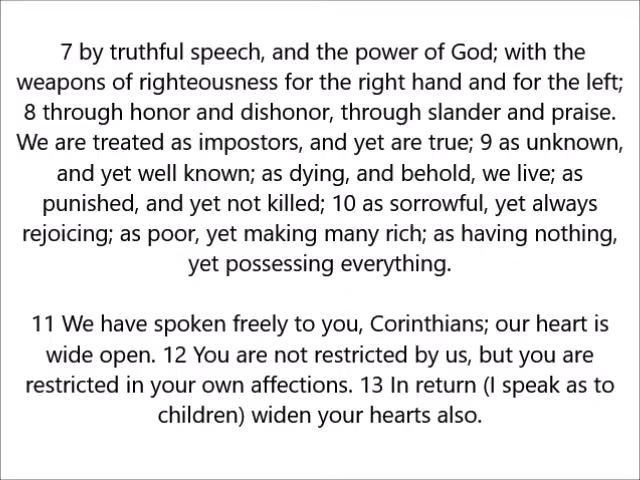 7 by truthful speech, and the power of God; with the
weapons of righteousness for the right hand and for the left;
8 through honor and dishonor, through slander and praise.
We are treated as impostors, and yet are true; 9 as unknown,
and yet well known; as dying, and behold, we live; as
punished, and yet not killed; 10 as sorrowful, yet always
rejoicing; as poor, yet making many rich; as having nothing,
yet possessing everything.
11 We have spoken freely to you, Corinthians; our heart is
wide open. 12 You are not restricted by us, but you are
restricted in your own affections. 13 In return (I speak as to
children) widen your hearts also.